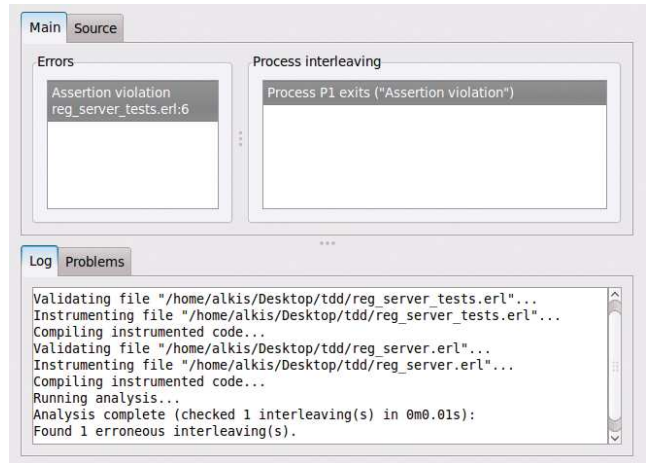 Main Source
Errors
Process interleaving
Assertion violation
reg_server_tests.erl:6
Process P1 exits ("Assertion violation")
Log Problems
Validating file "/home/alkis/Desktop/tdd/reg_server_tests.erl"...
Instrumenting file "/home/alkis/Desktop/tdd/reg_server_tests.erl"...
Compiling instrumented code...
Validating file "/home/alkis/Desktop/tdd/reg_server.erl"...
Instrumenting file "/home/alkis/Desktop/tdd/reg_server.erl"...
Compiling instrumented code...
Running analysis...
Analysis complete (checked 1 interleaving(s) in 0m0.01s):
Found 1 erroneous interleaving(s).